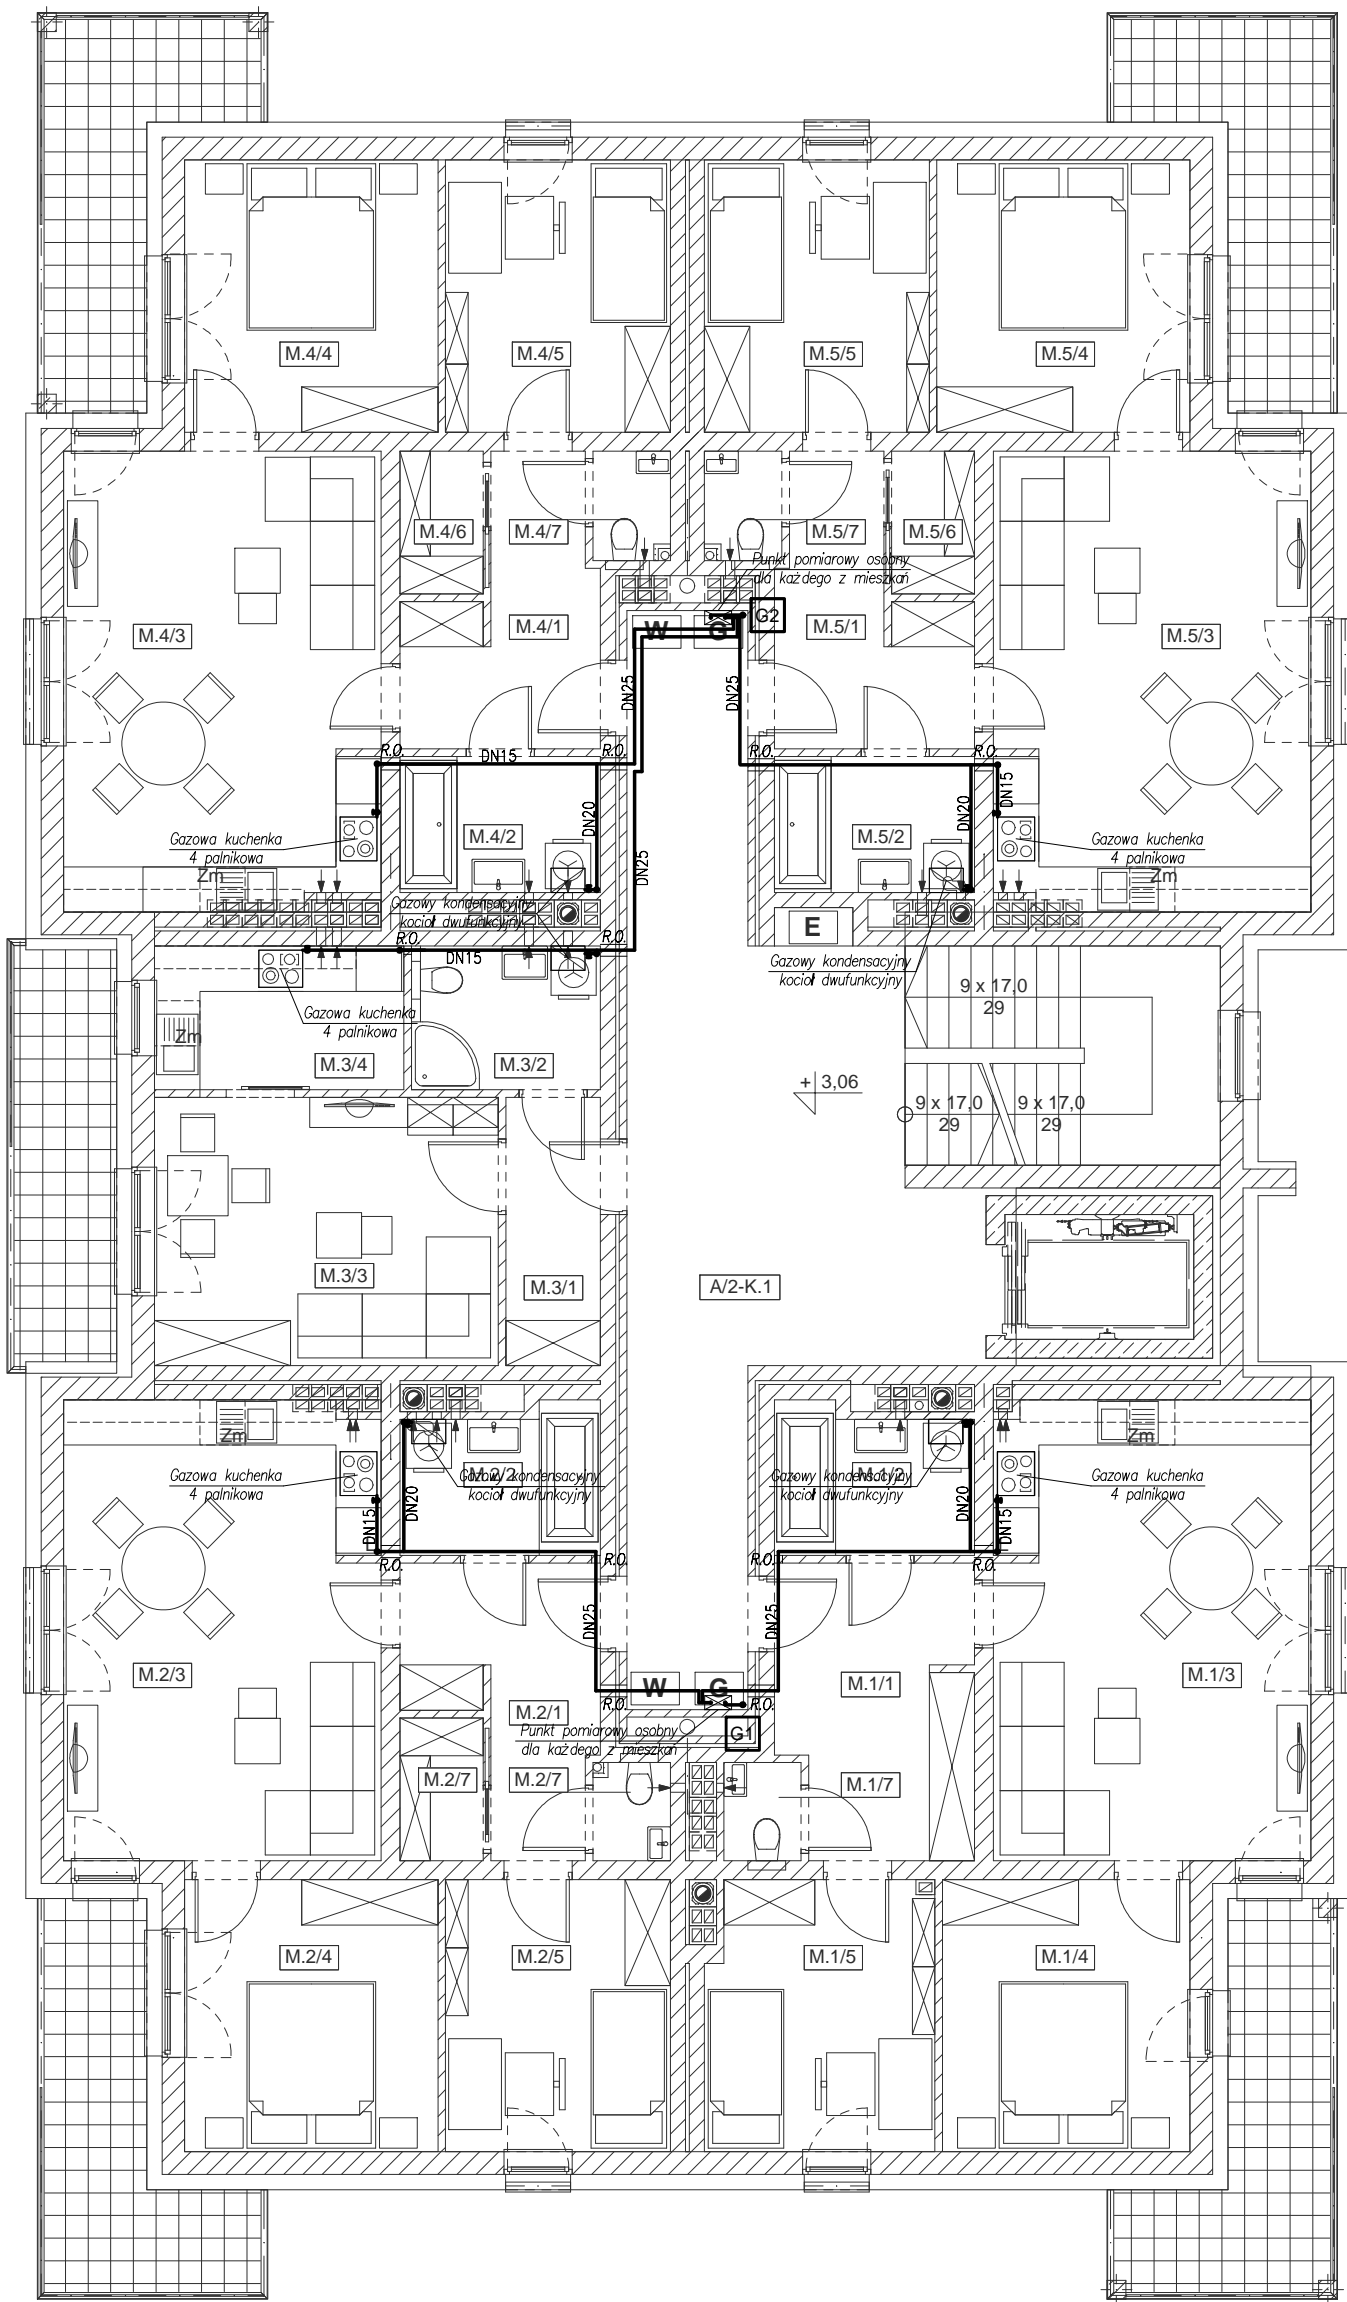 M.4/4
M.4/5
M.5/5
M.5/4
M.4/6
M.4/7
M.5/7
M.5/6
Punkt pomiarowy osobny
dla każdego z mieszkań
M.4/3
M.4/1
W
G
G2
M.5/1
M.5/3
DN25
DN25
R.O.
DN15
R.O.
R.O.
R.O.
DN15
Gazowa kuchenka
4 palnikowa
M.4/2
DN20
DN25
M.5/2
DN20
Gazowa kuchenka
4 palnikowa
Zm
Zm
Gazowy kondensacyjny
kocioł dwufunkcyjny
E
R.O.
R.O.
DN15
Gazowy kondensacyjny
kocioł dwufunkcyjny
9 x 17,0
29
Gazowa kuchenka
4 palnikowa
Zm
M.3/4
M.3/2
+ 3,06
9 x 17,0
29
9 x 17,0
29
M.3/3
M.3/1
A/2-K.1
Zm
Zm
Gazowa kuchenka
4 palnikowa
M.2/2
Gazowy kondensacyjny
kocioł dwufunkcyjny
M.1/2
Gazowy kondensacyjny
kocioł dwufunkcyjny
Gazowa kuchenka
4 palnikowa
DN15
DN20
DN20
DN15
R.O.
R.O.
R.O.
R.O.
DN25
DN25
M.2/3
W
G
M.1/1
M.1/3
R.O.
R.O.
M.2/1
G1
Punkt pomiarowy osobny
dla każdego z mieszkań
M.2/7
M.2/7
M.1/7
M.2/4
M.2/5
M.1/5
M.1/4